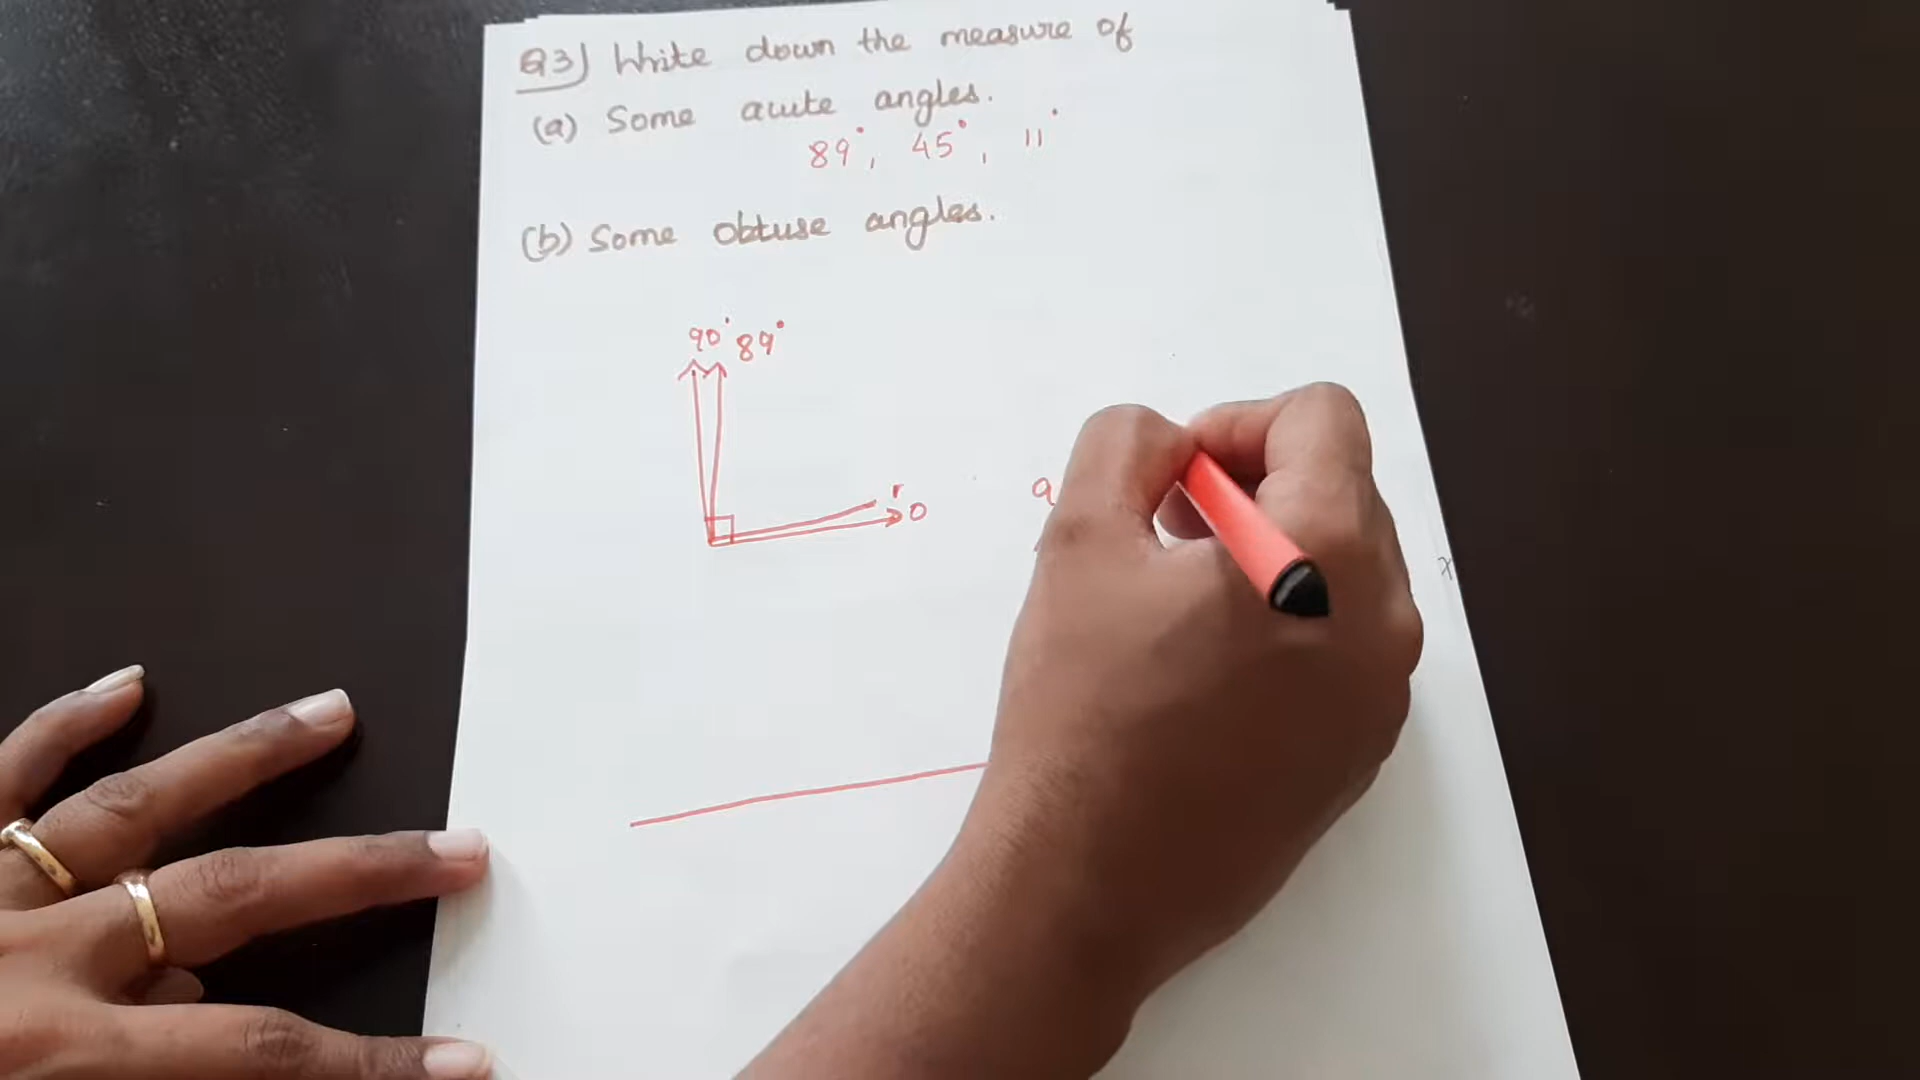 Q3) Write down the measure of
(a) Some acute angles.
89°, 45°, 11°
(b) Some obtuse angles.
90° 89°
1
0
9
x